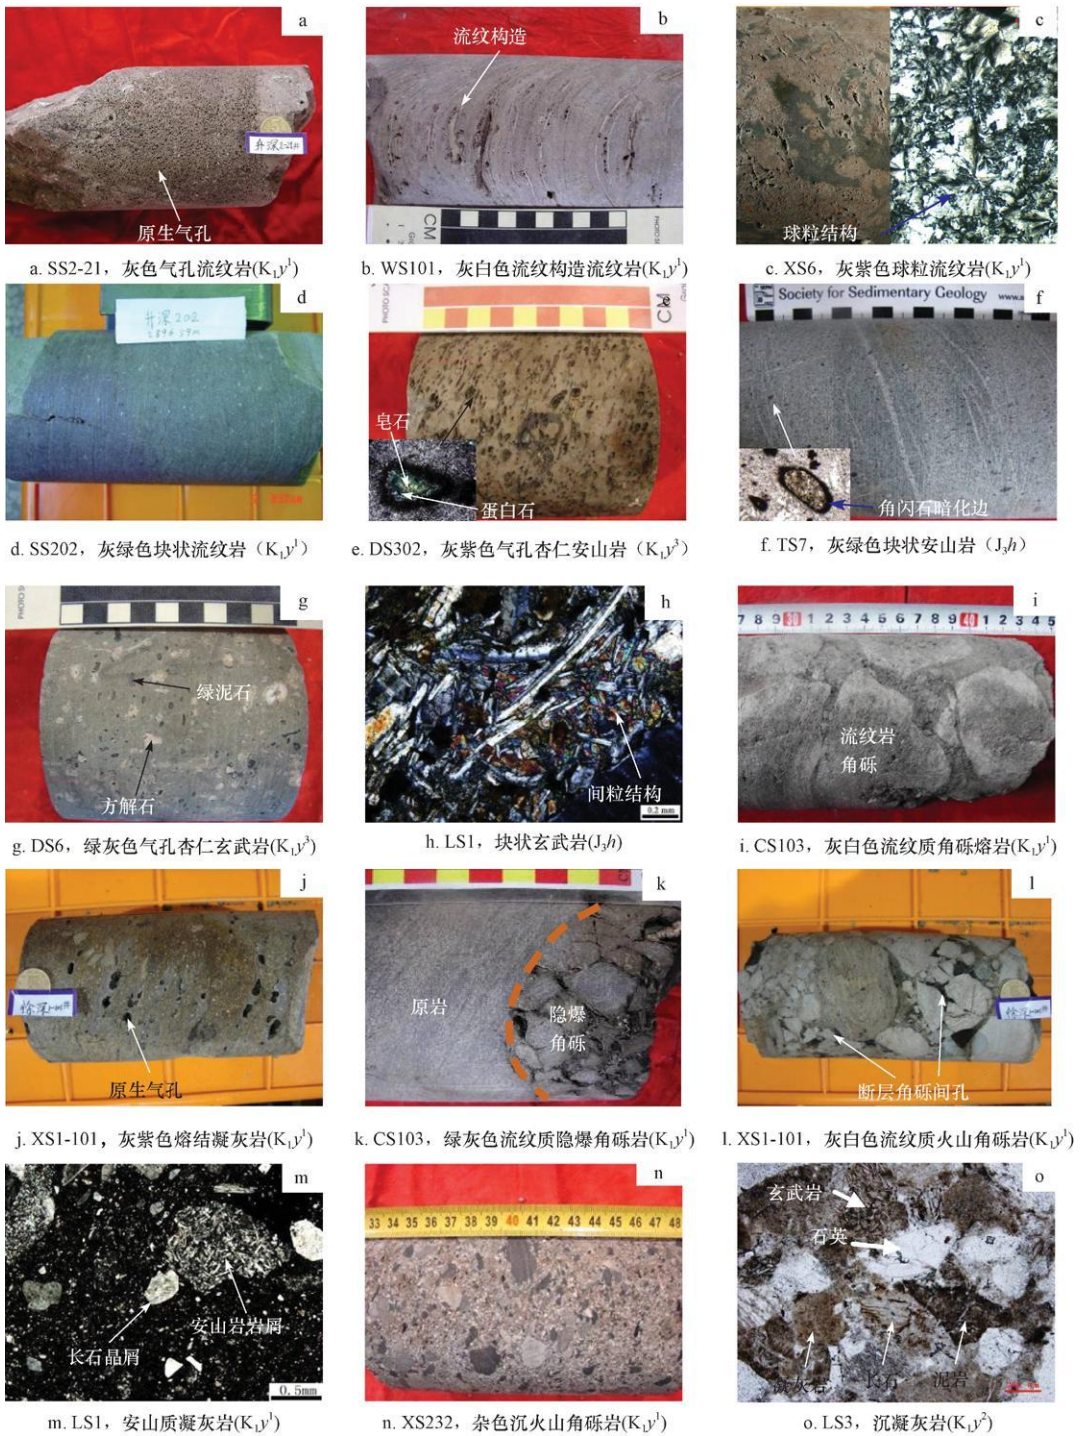 a
原生气孔
a. SS2-21，灰色气孔流纹岩(K₁y¹)
b
流纹构造
CM
b. WS101，灰白色流纹构造流纹岩(K₁y¹)
c
球粒结构
c. XS6，灰紫色球粒流纹岩(K₁y¹)
d
d. SS202，灰绿色块状流纹岩（K₁y¹）
PHOTO SCA
CM
e
皂石
蛋白石
e. DS302，灰紫色气孔杏仁安山岩（K₁y³）
Society for Sedimentary Geology
f
角闪石暗化边
f. TS7，灰绿色块状安山岩（J₃h）
g
绿泥石
方解石
g. DS6，绿灰色气孔杏仁玄武岩(K₁y³)
h
间粒结构
0.2 mm
h. LS1，块状玄武岩(J₃h)
i
7 8 9 30 1 2 3 4 5 6 7 8 9 40 1 2 3 4 5
流纹岩
角砾
i. CS103，灰白色流纹质角砾熔岩(K₁y¹)
j
原生气孔
j. XS1-101，灰紫色熔结凝灰岩(K₁y¹)
k
原岩
隐爆
角砾
k. CS103，绿灰色流纹质隐爆角砾岩(K₁y¹)
l
断层角砾间孔
l. XS1-101，灰白色流纹质火山角砾岩(K₁y¹)
m
安山岩岩屑
长石晶屑
0.5mm
m. LS1，安山质凝灰岩(K₁y¹)
n
33 34 35 36 37 38 39 40 41 42 43 44 45 46 47 48
n. XS232，杂色沉火山角砾岩(K₁y¹)
o
玄武岩
石英
凝灰岩
长石
泥岩
o. LS3，沉凝灰岩(K₁y²)